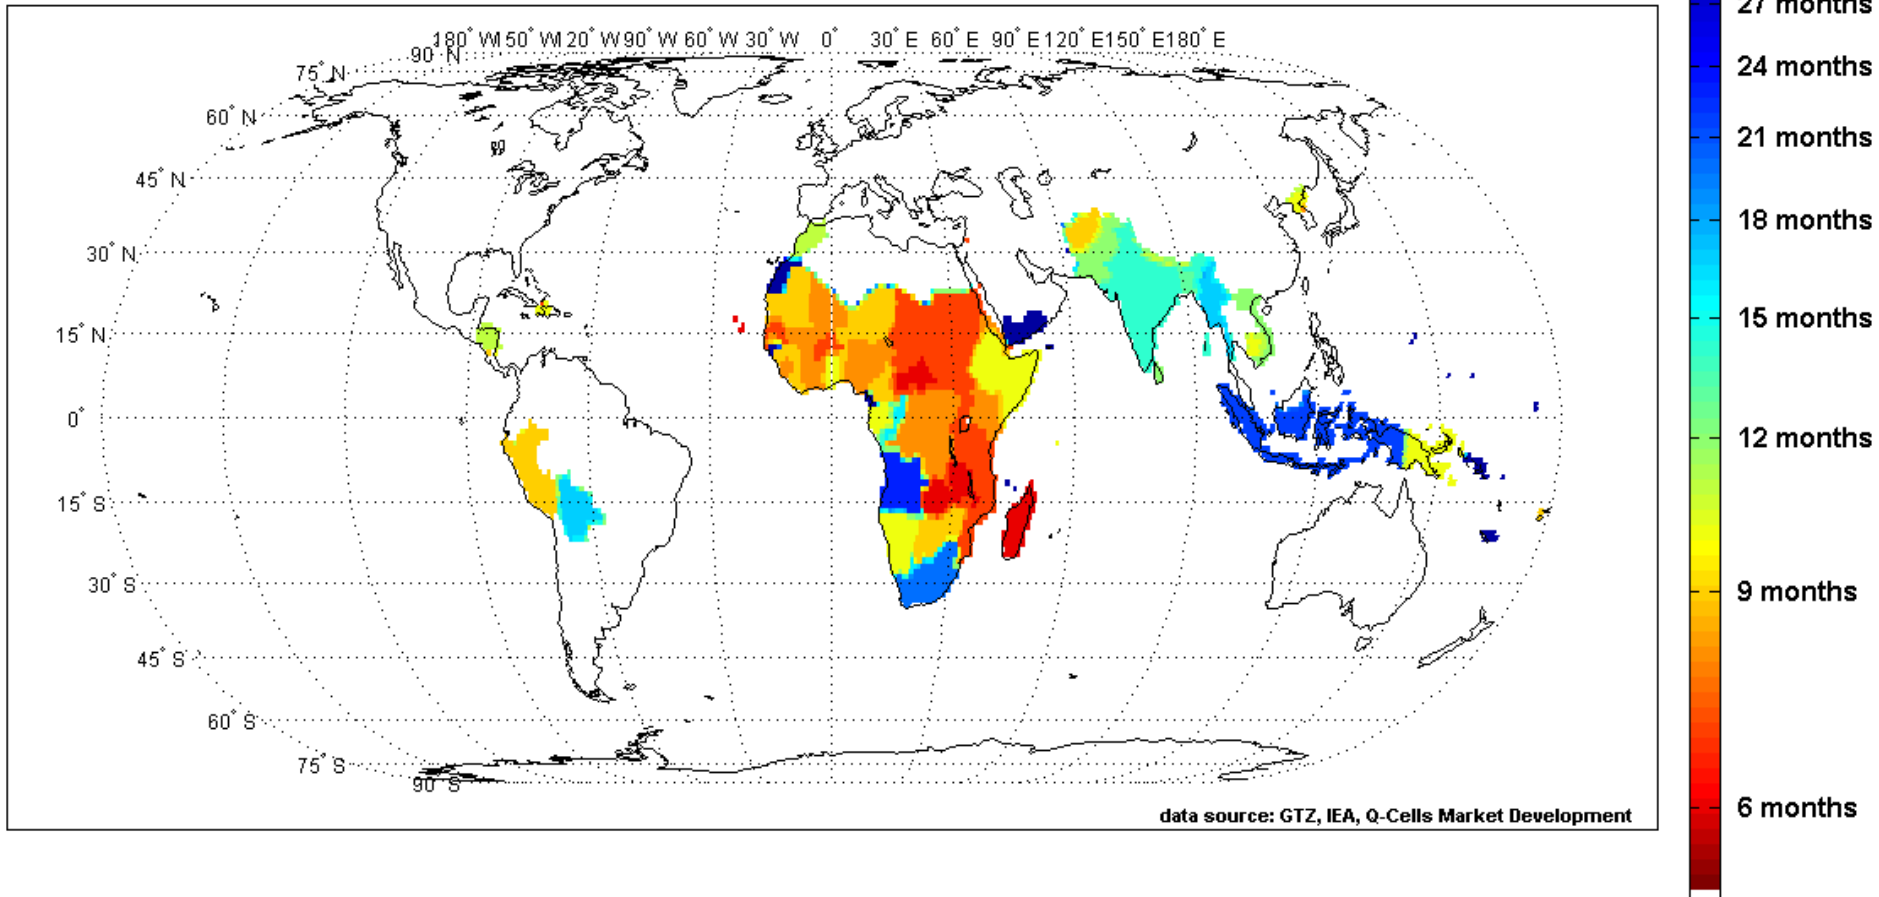 180° W150° W120° W90° W 60° W 30° W 0° 30° E 60° E 90° E 120° E150° E180° E
90° N
75° N
60° N
45° N
30° N
15° N
0°
15° S
30° S
45° S
60° S
75° S
90° S
data source: GTZ, IEA, Q-Cells Market Development
27 months
24 months
21 months
18 months
15 months
12 months
9 months
6 months